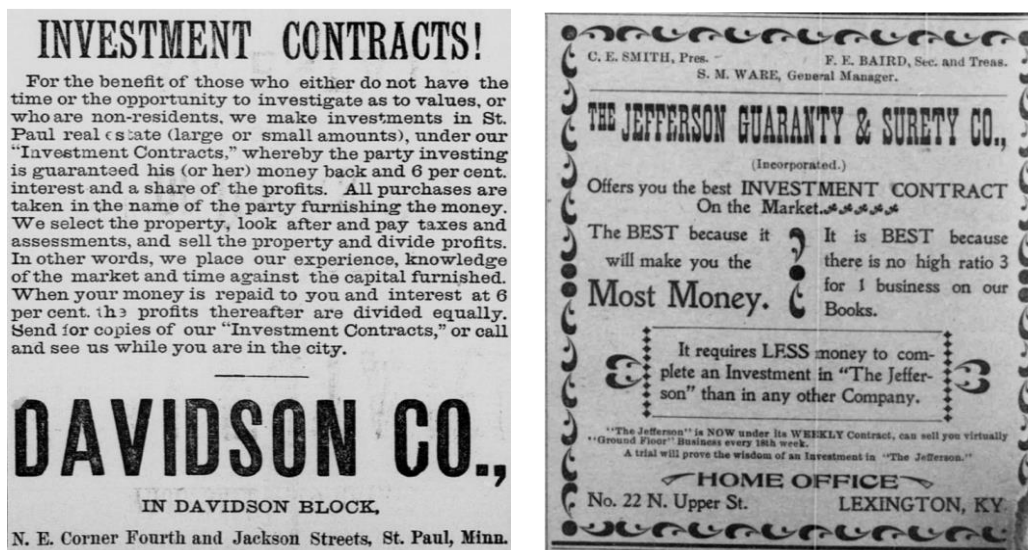 INVESTMENT CONTRACTS!
For the benefit of those who either do not have the
time or the opportunity to investigate as to values, or
who are non-residents, we make investments in St.
Paul real estate (large or small amounts), under our
"Investment Contracts," whereby the party investing
is guaranteed his (or her) money back and 6 per cent.
interest and a share of the profits. All purchases are
taken in the name of the party furnishing the money.
We select the property, look after and pay taxes and
assessments, and sell the property and divide profits.
In other words, we place our experience, knowledge
of the market and time against the capital furnished.
When your money is repaid to you and interest at 6
per cent. the profits thereafter are divided equally.
Send for copies of our "Investment Contracts," or call
and see us while you are in the city.
DAVIDSON CO.,
IN DAVIDSON BLOCK,
N. E. Corner Fourth and Jackson Streets, St. Paul, Minn.
C. E. SMITH, Pres.
F. E. BAIRD, Sec. and Treas.
S. M. WARE, General Manager.
THE JEFFERSON GUARANTY & SURETY CO.,
(Incorporated.)
Offers you the best INVESTMENT CONTRACT
On the Market.
The BEST because it
will make you the
Most Money.
It is BEST because
there is no high ratio 3
for 1 business on our
Books.
It requires LESS money to com-
plete an Investment in "The Jeffer-
son" than in any other Company.
"The Jefferson" is NOW under its WEEKLY Contract, can sell you virtually
"Ground Floor" Business every 18th week.
A trial will prove the wisdom of an Investment in "The Jefferson."
HOME OFFICE
No. 22 N. Upper St.
LEXINGTON, KY.